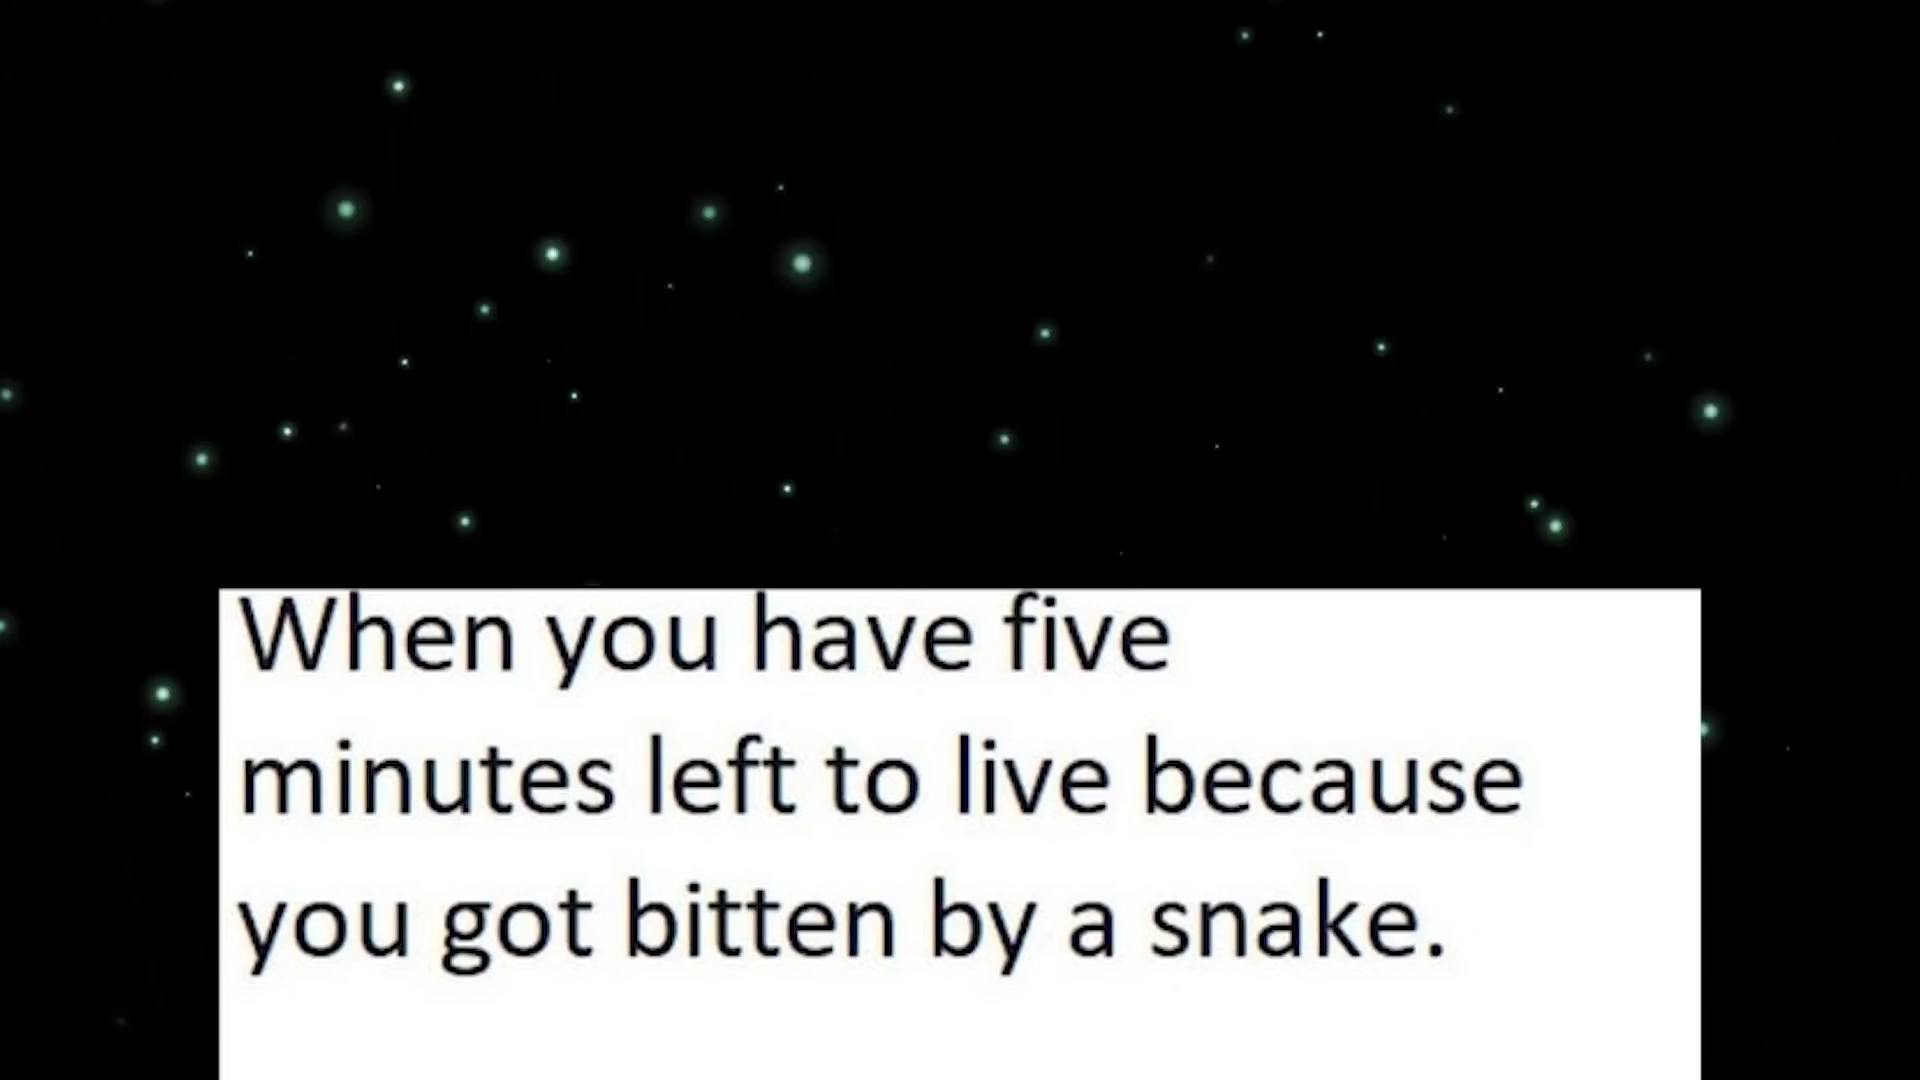 When you have five
minutes left to live because
you got bitten by a snake.